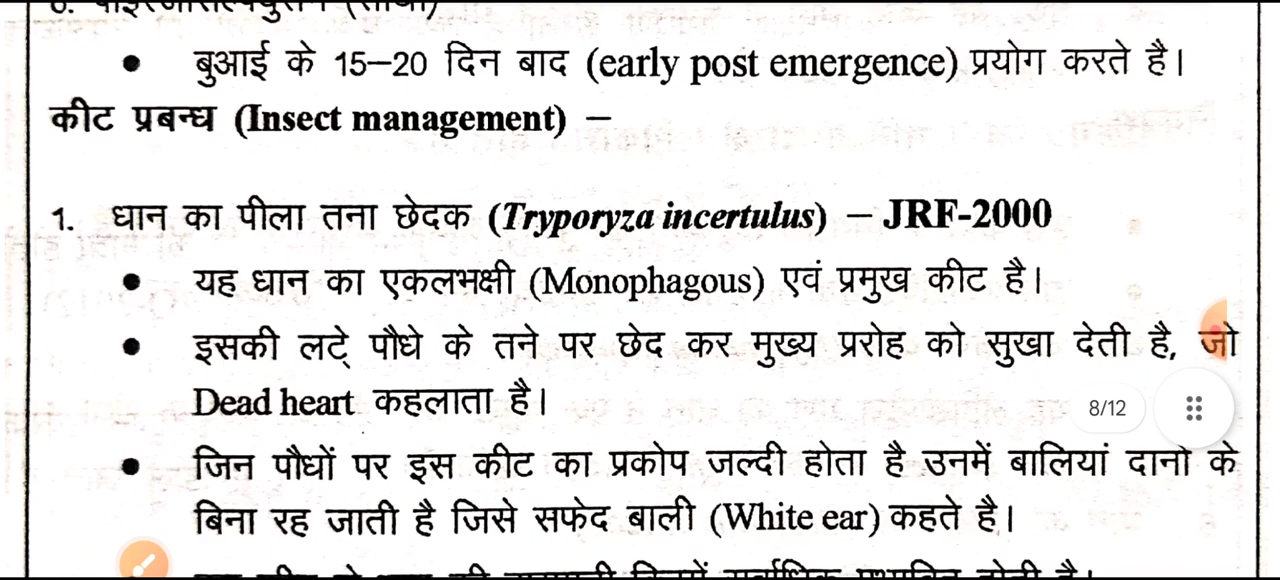 बुआई के 15–20 दिन बाद (early post emergence) प्रयोग करते है।
कीट प्रबन्ध (Insect management) –
1. धान का पीला तना छेदक (Tryporyza incertulus) – JRF-2000
यह धान का एकलभक्षी (Monophagous) एवं प्रमुख कीट है।
इसकी लटे् पौधे के तने पर छेद कर मुख्य प्ररोह को सुखा देती है, जो
Dead heart कहलाता है।
8/12
जिन पौधों पर इस कीट का प्रकोप जल्दी होता है उनमें बालियां दानो के
बिना रह जाती है जिसे सफेद बाली (White ear) कहते है।